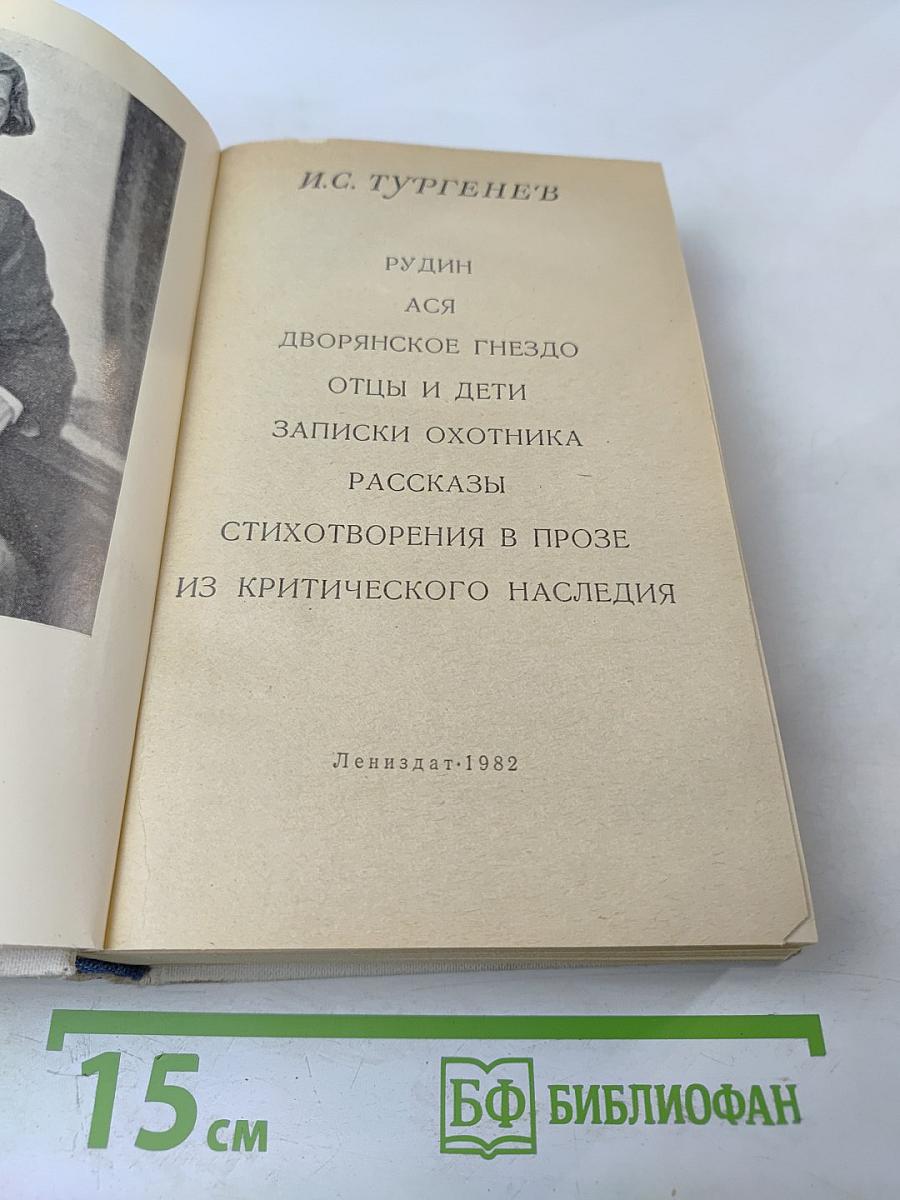 И.С. ТУРГЕНЕВ
РУДИН
АСЯ
ДВОРЯНСКОЕ ГНЕЗДО
ОТЦЫ И ДЕТИ
ЗАПИСКИ ОХОТНИКА
РАССКАЗЫ
СТИХОТВОРЕНИЯ В ПРОЗЕ
ИЗ КРИТИЧЕСКОГО НАСЛЕДИЯ
Лениздат·1982
15 см
БФ БИБЛИОФАН